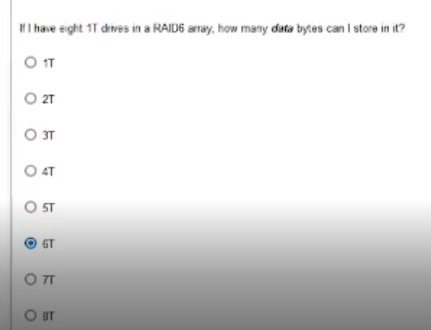 If I have eight 1T drives in a RAID6 array, how many data bytes can I store in it?
1T
2T
3T
4T
5T
6T
7T
8T